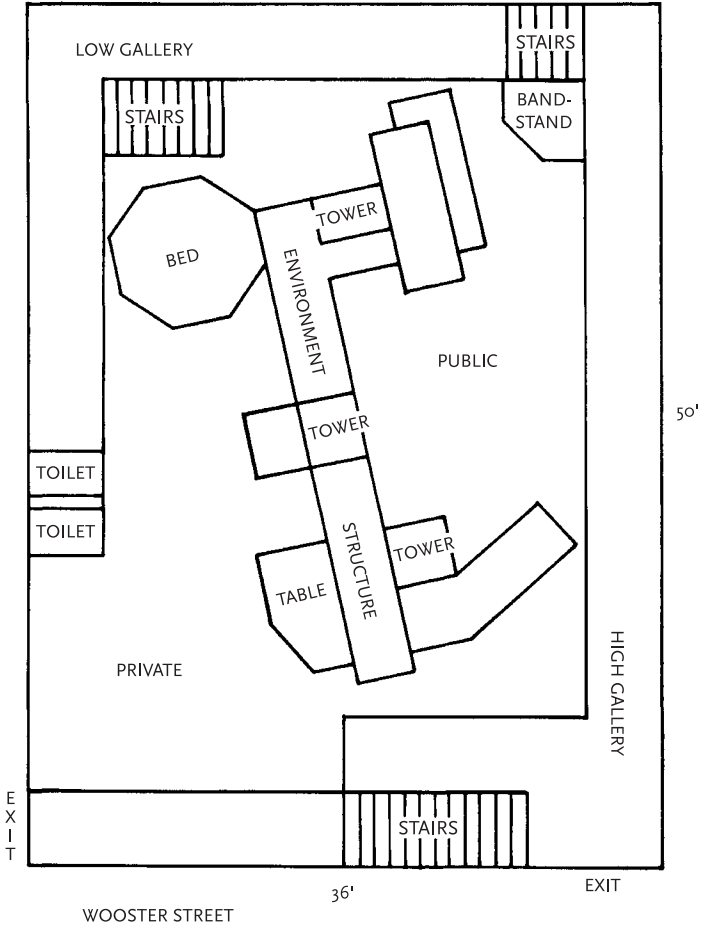 STAIRS
LOW GALLERY
BAND-
STAND
STAIRS
TOWER
BED
ENVIRONMENT
PUBLIC
50'
TOWER
TOILET
TOILET
STRUCTURE
TOWER
TABLE
PRIVATE
HIGH GALLERY
EXIT
STAIRS
36'
EXIT
WOOSTER STREET